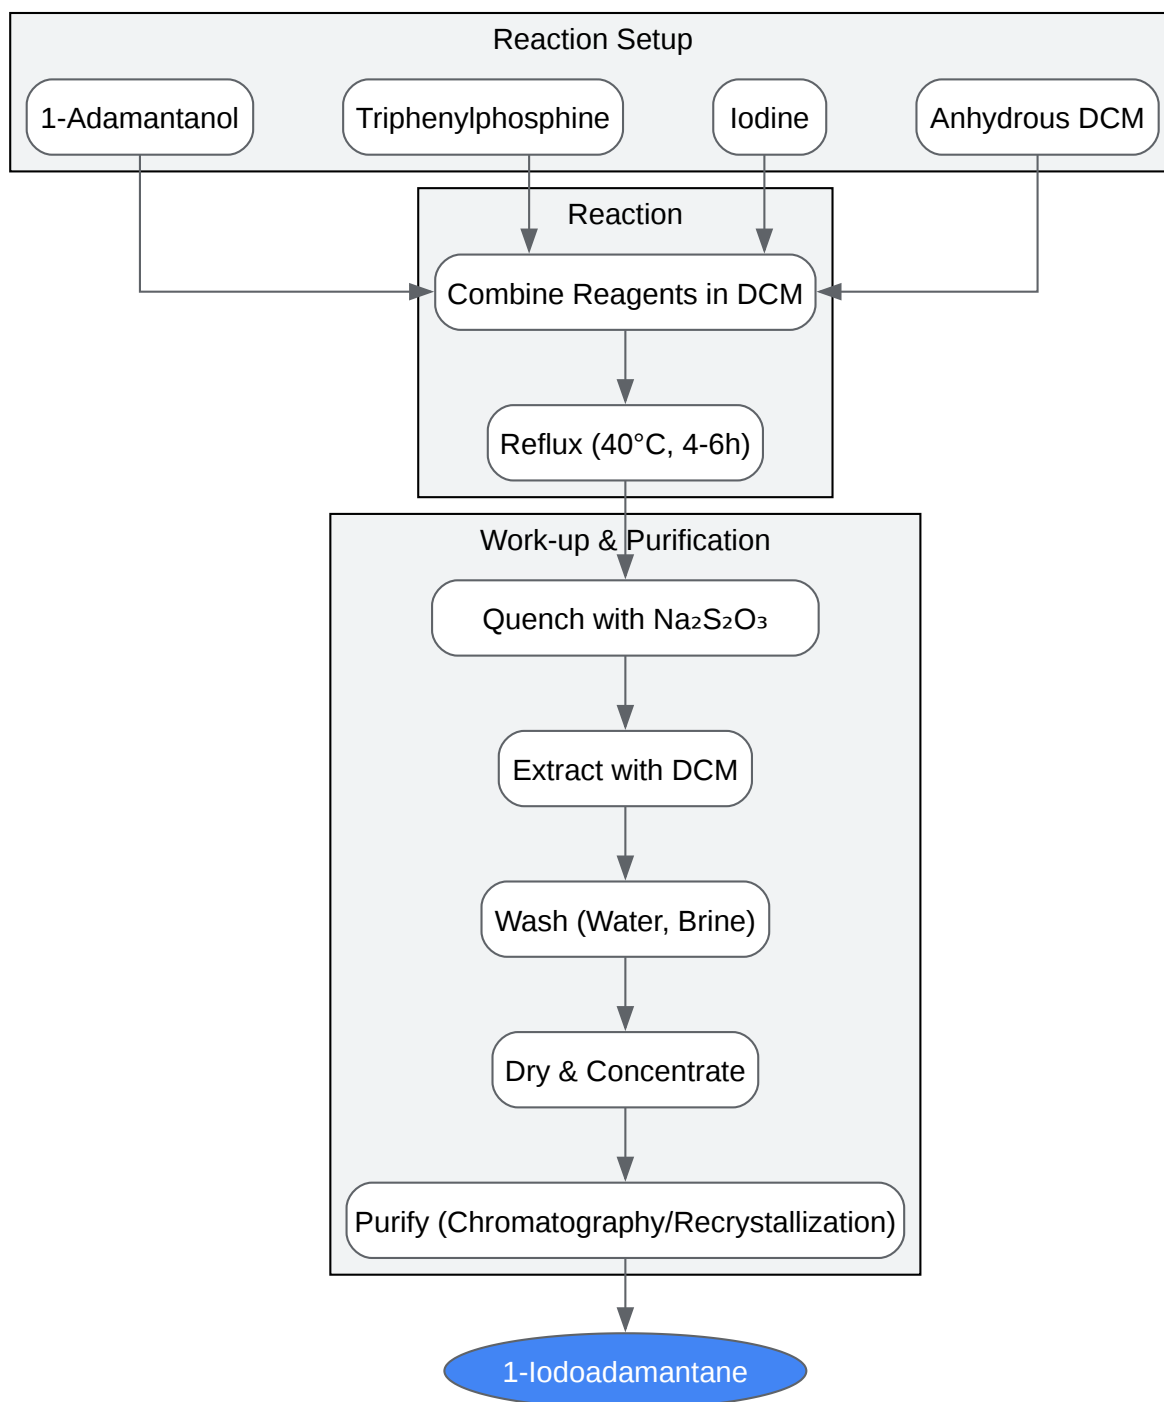 Reaction Setup
1-Adamantanol
Triphenylphosphine
Iodine
Anhydrous DCM
Reaction
Combine Reagents in DCM
Reflux (40°C, 4-6h)
Work-up & Purification
Quench with Na₂S₂O₃
Extract with DCM
Wash (Water, Brine)
Dry & Concentrate
Purify (Chromatography/Recrystallization)
1-Iodoadamantane